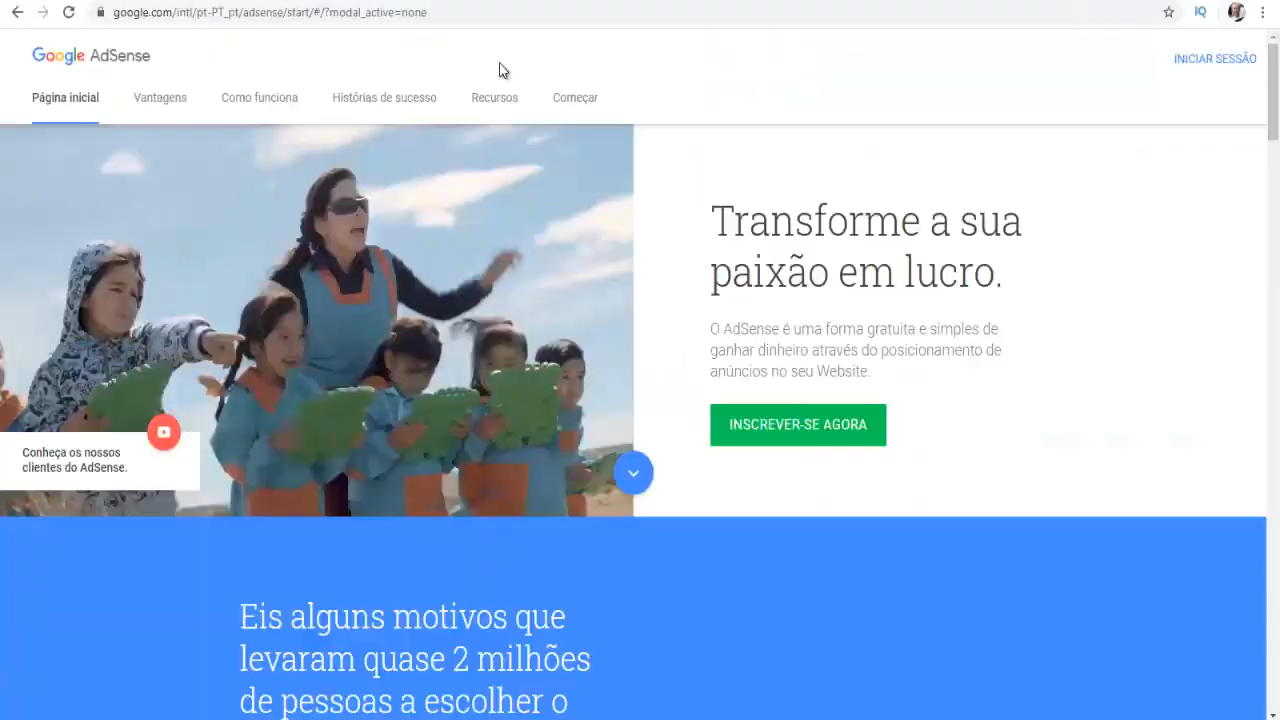 google.com/intl/pt-PT_pt/adsense/start/#/?modal_active=none
IQ
Google AdSense
INICIAR SESSÃO
Página inicial Vantagens Como funciona Histórias de sucesso Recursos Começar
Transforme a sua
paixão em lucro.
O AdSense é uma forma gratuita e simples de
ganhar dinheiro através do posicionamento de
anúncios no seu Website.
INSCREVER-SE AGORA
Conheça os nossos
clientes do AdSense.
Eis alguns motivos que
levaram quase 2 milhões
de pessoas a escolher o